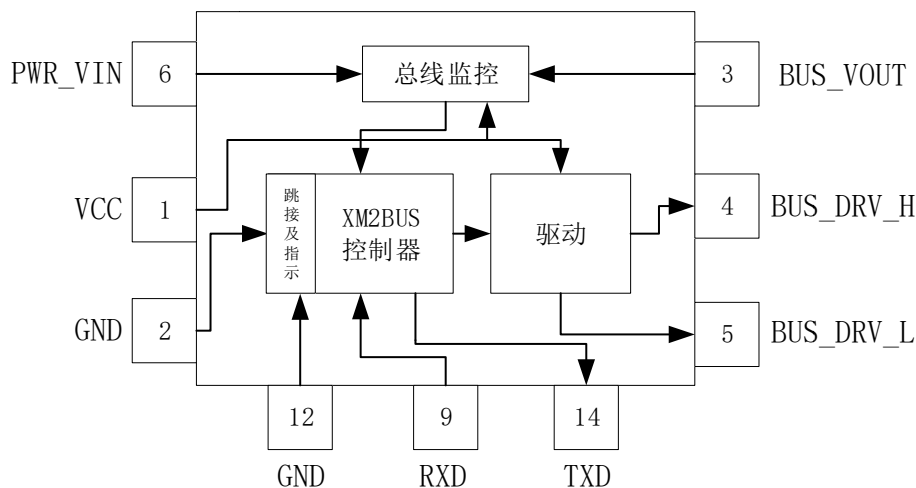 PWR_VIN
6
总线监控
3
BUS_VOUT
VCC
1
跳接及指示
XM2BUS
控制器
驱动
4
BUS_DRV_H
GND
2
5
BUS_DRV_L
12
9
14
GND
RXD
TXD